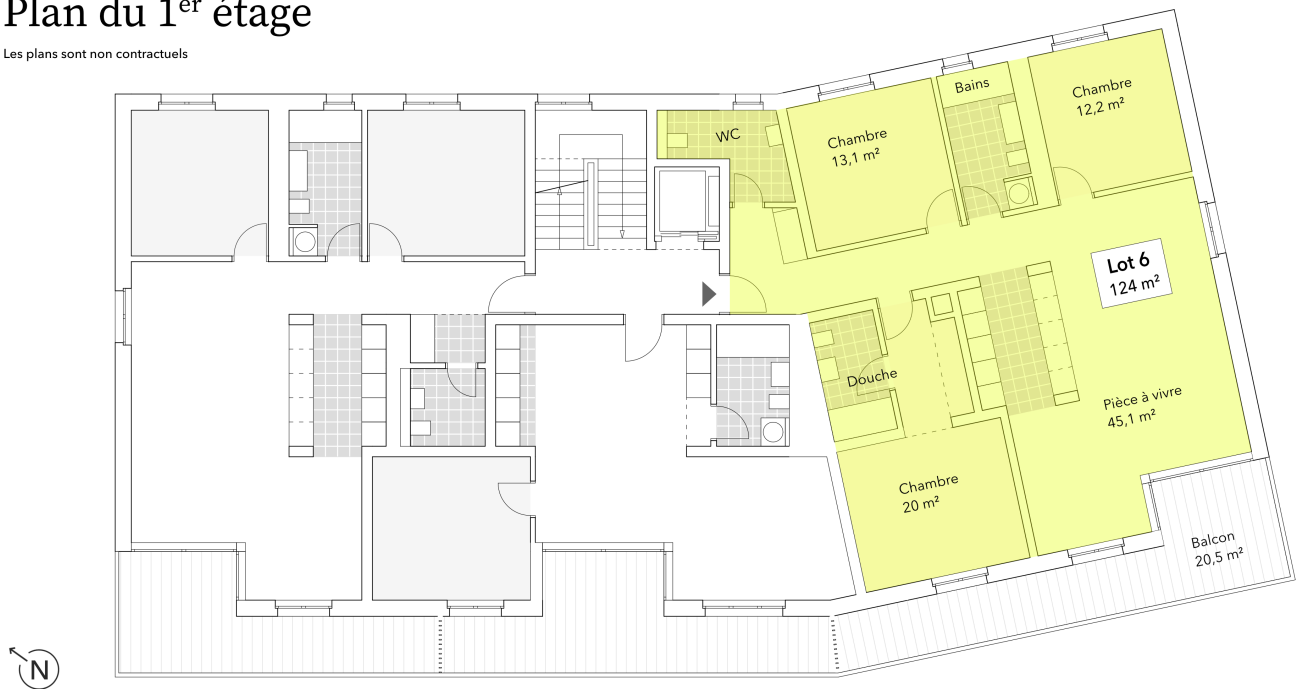 Plan du 1er étage
Les plans sont non contractuels
Bains
Chambre
12,2 m²
WC
Chambre
13,1 m²
Lot 6
124 m²
Douche
Pièce à vivre
45,1 m²
Chambre
20 m²
Balcon
20,5 m²
N